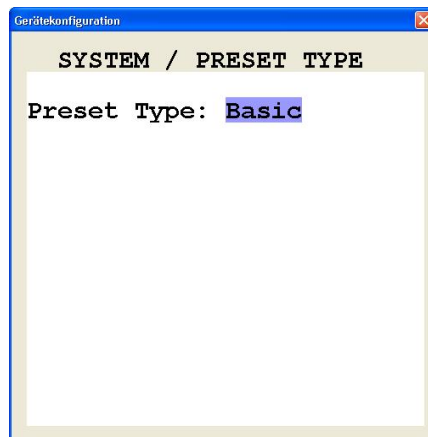 Gerätekonfiguration
SYSTEM / PRESET TYPE
Preset Type: Basic